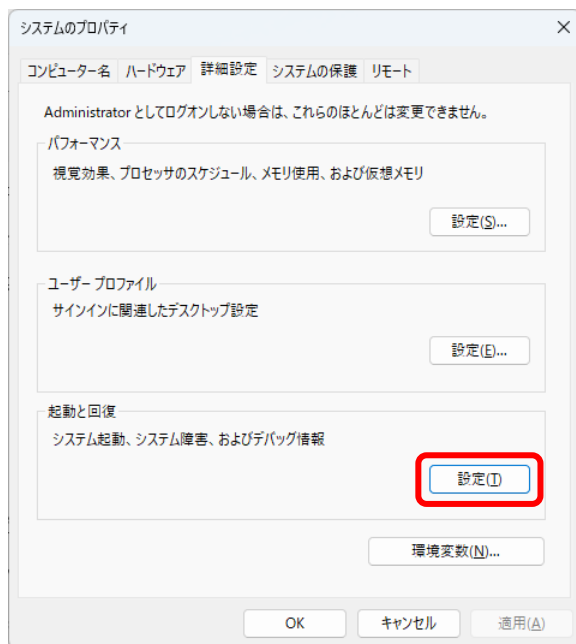 システムのプロパティ
コンピューター名 ハードウェア 詳細設定 システムの保護 リモート
Administrator としてログオンしない場合は、これらのほとんどは変更できません。
パフォーマンス
視覚効果、プロセッサのスケジュール、メモリ使用、および仮想メモリ
設定(S)...
ユーザー プロファイル
サインインに関連したデスクトップ設定
設定(E)...
起動と回復
システム起動、システム障害、およびデバッグ情報
設定(T)
環境変数(N)...
OK キャンセル 適用(A)